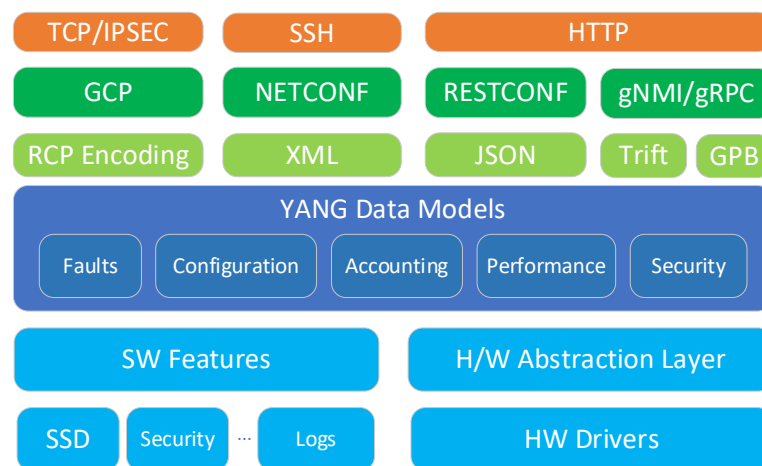 TCP/IPSEC SSH HTTP
GCP NETCONF RESTCONF gNMI/gRPC
RCP Encoding XML JSON Trift GPB
YANG Data Models
Faults Configuration Accounting Performance Security
SW Features H/W Abstraction Layer
SSD Security ... Logs HW Drivers